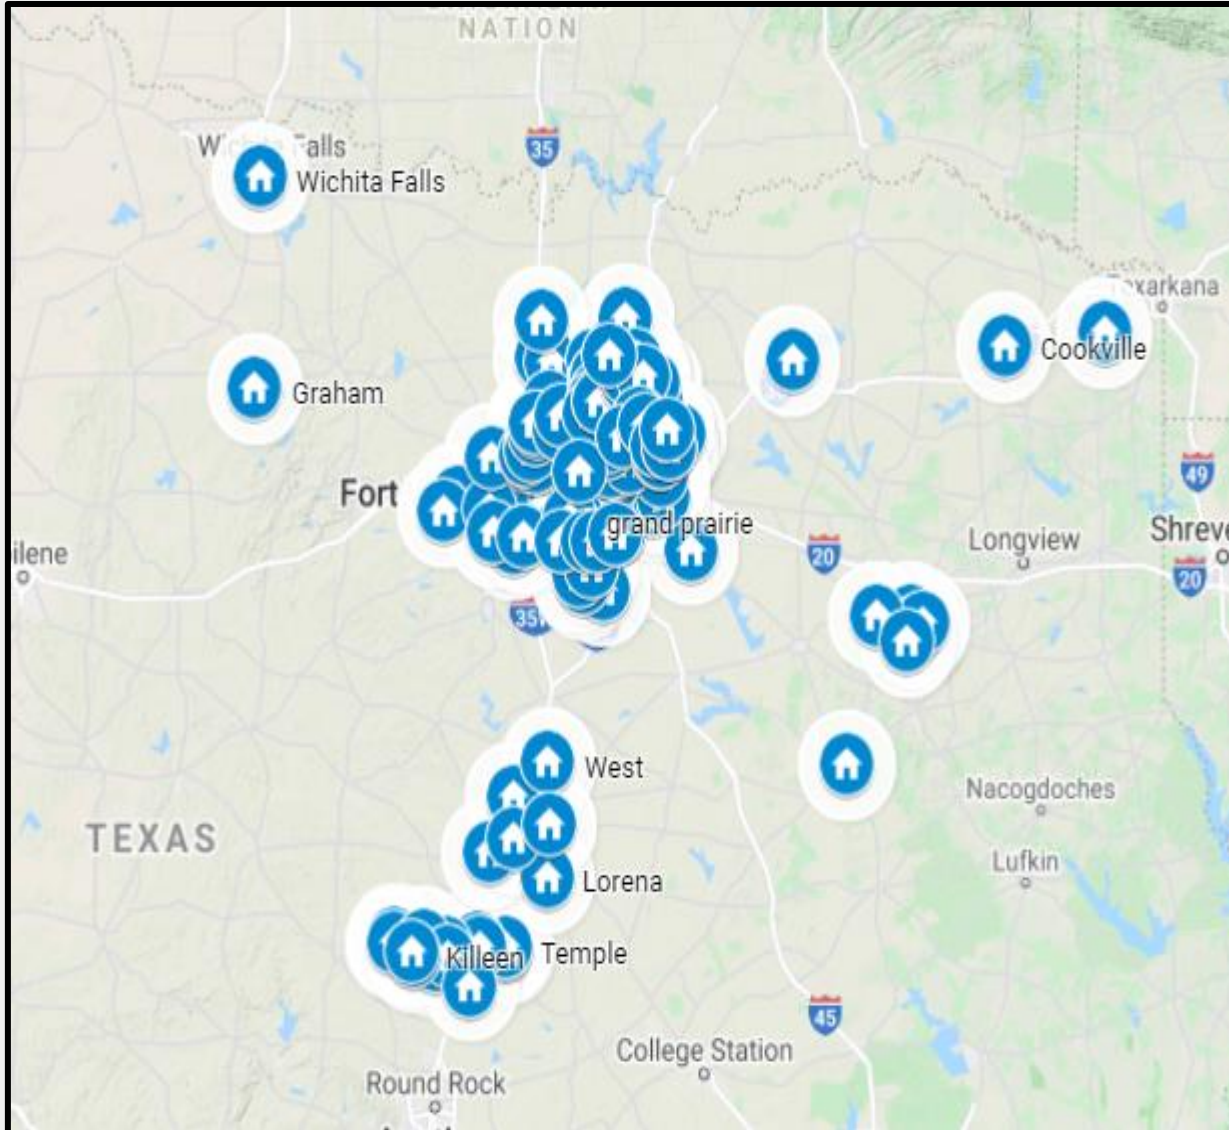 NATION
35
Wichita Falls
Wichita Falls
Texarkana
Cookville
Graham
Fort
49
grand prairie
Longview
Shreve
ilene
20
20
35
West
Nacogdoches
TEXAS
Lufkin
Lorena
Killeen
Temple
45
College Station
Round Rock